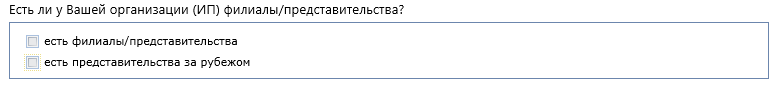 Есть ли у Вашей организации (ИП) филиалы/представительства?
есть филиалы/представительства
есть представительства за рубежом